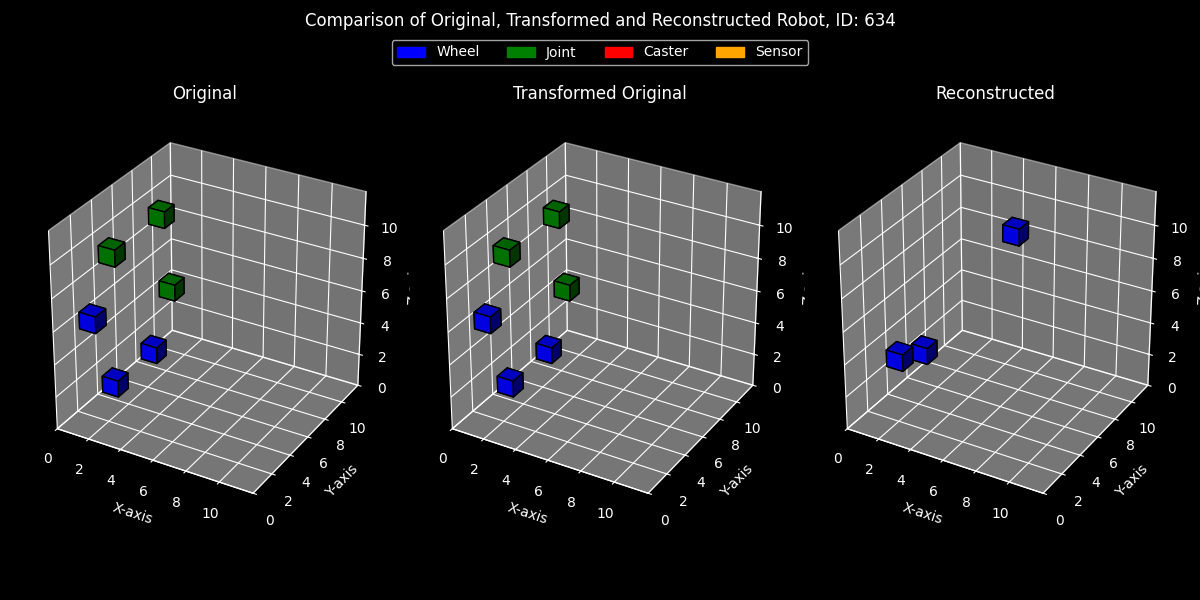 Comparison of Original, Transformed and Reconstructed Robot, ID: 634
Wheel Joint Caster Sensor
Original Transformed Original Reconstructed
10 10 10
8 8 8
6 6 6
4 4 4
2 2 2
0 0 0
10 10 10
8 8 8
6 6 6
4 4 4
2 2 2
0 0 0
0 2 4 6 8 10 0 2 4 6 8 10 0 2 4 6 8 10
X-axis Y-axis X-axis Y-axis X-axis Y-axis